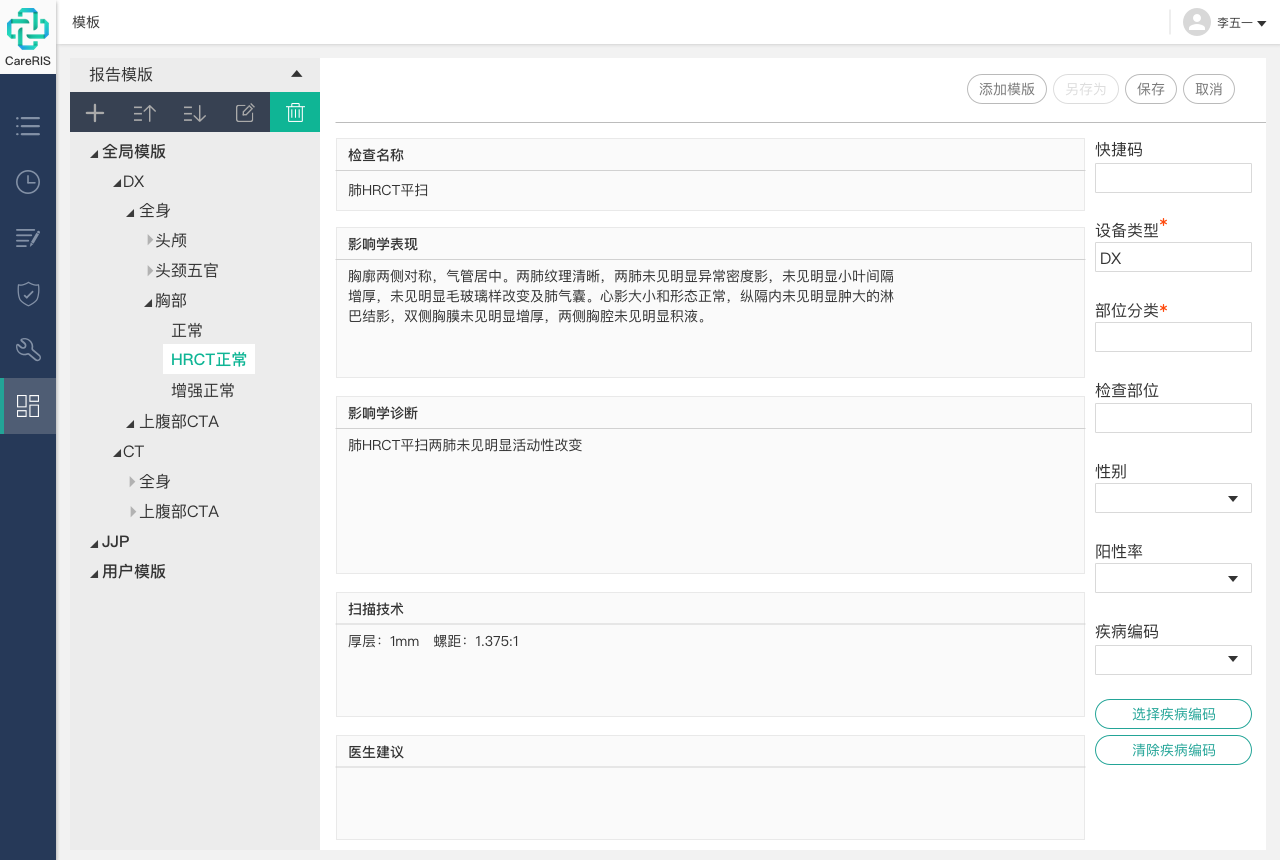 CareRIS
模板
李五一
报告模版
全局模版
DX
全身
头颅
头颈五官
胸部
正常
HRCT正常
增强正常
上腹部CTA
CT
全身
上腹部CTA
JJP
用户模版
添加模版
另存为
保存
取消
检查名称
肺HRCT平扫
影响学表现
胸廓两侧对称，气管居中。两肺纹理清晰，两肺未见明显异常密度影，未见明显小叶间隔
增厚，未见明显毛玻璃样改变及肺气囊。心影大小和形态正常，纵隔内未见明显肿大的淋
巴结影，双侧胸膜未见明显增厚，两侧胸腔未见明显积液。
影响学诊断
肺HRCT平扫两肺未见明显活动性改变
扫描技术
厚层：1mm 螺距：1.375:1
医生建议
快捷码
设备类型*
DX
部位分类*
检查部位
性别
阳性率
疾病编码
选择疾病编码
清除疾病编码